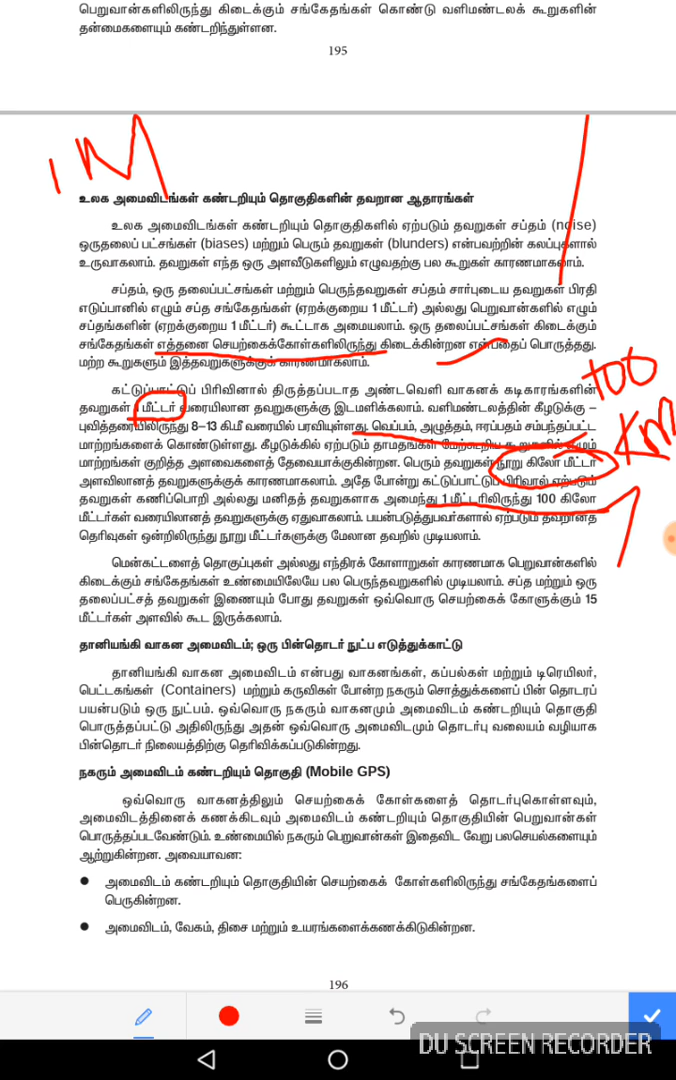 பெறுவான்களிலிருந்து கிடைக்கும் சங்கேதங்கள் கொண்டு வளிமண்டலக் கூறுகளின்
தன்மைகளையும் கண்டறிந்துள்ளன.
195
1M
உலக அமைவிடங்கள் கண்டறியும் தொகுதிகளின் தவறான ஆதாரங்கள்
உலக அமைவிடங்கள் கண்டறியும் தொகுதிகளில் ஏற்படும் தவறுகள் சப்தம் (noise)
ஒருதலைப் பட்சங்கள் (biases) மற்றும் பெரும் தவறுகள் (blunders) என்பவற்றின் கலப்புகளால்
உருவாகலாம். தவறுகள் எந்த ஒரு அளவீடுகளிலும் எழுவதற்கு பல கூறுகள் காரணமாகலாம்.
சப்தம், ஒரு தலைப்பட்சங்கள் மற்றும் பெருந்தவறுகள் சப்தம் சார்புடைய தவறுகள் பிரதி
எடுப்பானில் எழும் சப்த சங்கேதங்கள் (ஏறக்குறைய 1 மீட்டர்) அல்லது பெறுவான்களில் எழும்
சப்தங்களின் (ஏறக்குறைய 1 மீட்டர்) கூட்டாக அமையலாம். ஒரு தலைப்பட்சங்கள் கிடைக்கும்
சங்கேதங்கள் எத்தனை செயற்கைக்கோள்களிலிருந்து கிடைக்கின்றன என்பதைப் பொருத்தது.
மற்ற கூறுகளும் இத்தவறுகளுக்குக் காரணமாகலாம்.
100
KM
கட்டுப்பாட்டுப் பிரிவினால் திருத்தப்படாத அண்டவெளி வாகனக் கடிகாரங்களின்
தவறுகள் 1 மீட்டர் வரையிலான தவறுகளுக்கு இடமளிக்கலாம். வளிமண்டலத்தின் கீழடுக்கு –
புவித்தரையிலிருந்து 8–13 கிமீ வரையில் பரவியுள்ளது. வெப்பம், அழுத்தம், ஈரப்பதம் சம்பந்தப்பட்ட
மாற்றங்களைக் கொண்டுள்ளது. கீழடுக்கில் ஏற்படும் தாமதங்கள் மேற்கூறிய கூறுகளில் எழும்
மாற்றங்கள் குறித்த அளவைகளைத் தேவையாக்குகின்றன. பெரும் தவறுகள் நூறு கிலோ மீட்டர்
அளவிலானத் தவறுகளுக்குக் காரணமாகலாம். அதே போன்று கட்டுப்பாட்டுப் பிரிவால் ஏற்படும்
தவறுகள் கணிப்பொறி அல்லது மனிதத் தவறுகளாக அமைந்து 1 மீட்டரிலிருந்து 100 கிலோ
மீட்டர்கள் வரையிலானத் தவறுகளுக்கு ஏதுவாகலாம். பயன்படுத்துபவர்களால் ஏற்படும் தவறானத்
தெரிவுகள் ஒன்றிலிருந்து நூறு மீட்டர்களுக்கு மேலான தவறில் முடியலாம்.
மென்கட்டளைத் தொகுப்புகள் அல்லது எந்திரக் கோளாறுகள் காரணமாக பெறுவான்களில்
கிடைக்கும் சங்கேதங்கள் உண்மையிலேயே பல பெருந்தவறுகளில் முடியலாம். சப்த மற்றும் ஒரு
தலைப்பட்சத் தவறுகள் இணையும் போது தவறுகள் ஒவ்வொரு செயற்கைக் கோளுக்கும் 15
மீட்டர்கள் அளவில் கூட இருக்கலாம்.
தானியங்கி வாகன அமைவிடம்; ஒரு பின்தொடர் நுட்ப எடுத்துக்காட்டு
தானியங்கி வாகன அமைவிடம் என்பது வாகனங்கள், கப்பல்கள் மற்றும் டிரெயிலர்,
பெட்டகங்கள் (Containers) மற்றும் கருவிகள் போன்ற நகரும் சொத்துக்களைப் பின் தொடரப்
பயன்படும் ஒரு நுட்பம். ஒவ்வொரு நகரும் வாகனமும் அமைவிடம் கண்டறியும் தொகுதி
பொருத்தப்பட்டு அதிலிருந்து அதன் ஒவ்வொரு அமைவிடமும் தொடர்பு வலையம் வழியாக
பின்தொடர் நிலையத்திற்கு தெரிவிக்கப்படுகின்றது.
நகரும் அமைவிடம் கண்டறியும் தொகுதி (Mobile GPS)
ஒவ்வொரு வாகனத்திலும் செயற்கைக் கோள்களைத் தொடர்புகொள்ளவும்,
அமைவிடத்தினைக் கணக்கிடவும் அமைவிடம் கண்டறியும் தொகுதியின் பெறுவான்கள்
பொருத்தப்படவேண்டும். உண்மையில் நகரும் பெறுவான்கள் இதைவிட வேறு பலசெயல்களையும்
ஆற்றுகின்றன. அவையாவன:
● அமைவிடம் கண்டறியும் தொகுதியின் செயற்கைக் கோள்களிலிருந்து சங்கேதங்களைப்
பெருகின்றன.
● அமைவிடம், வேகம், திசை மற்றும் உயரங்களைக்கணக்கிடுகின்றன.
196
DU SCREEN RECORDER